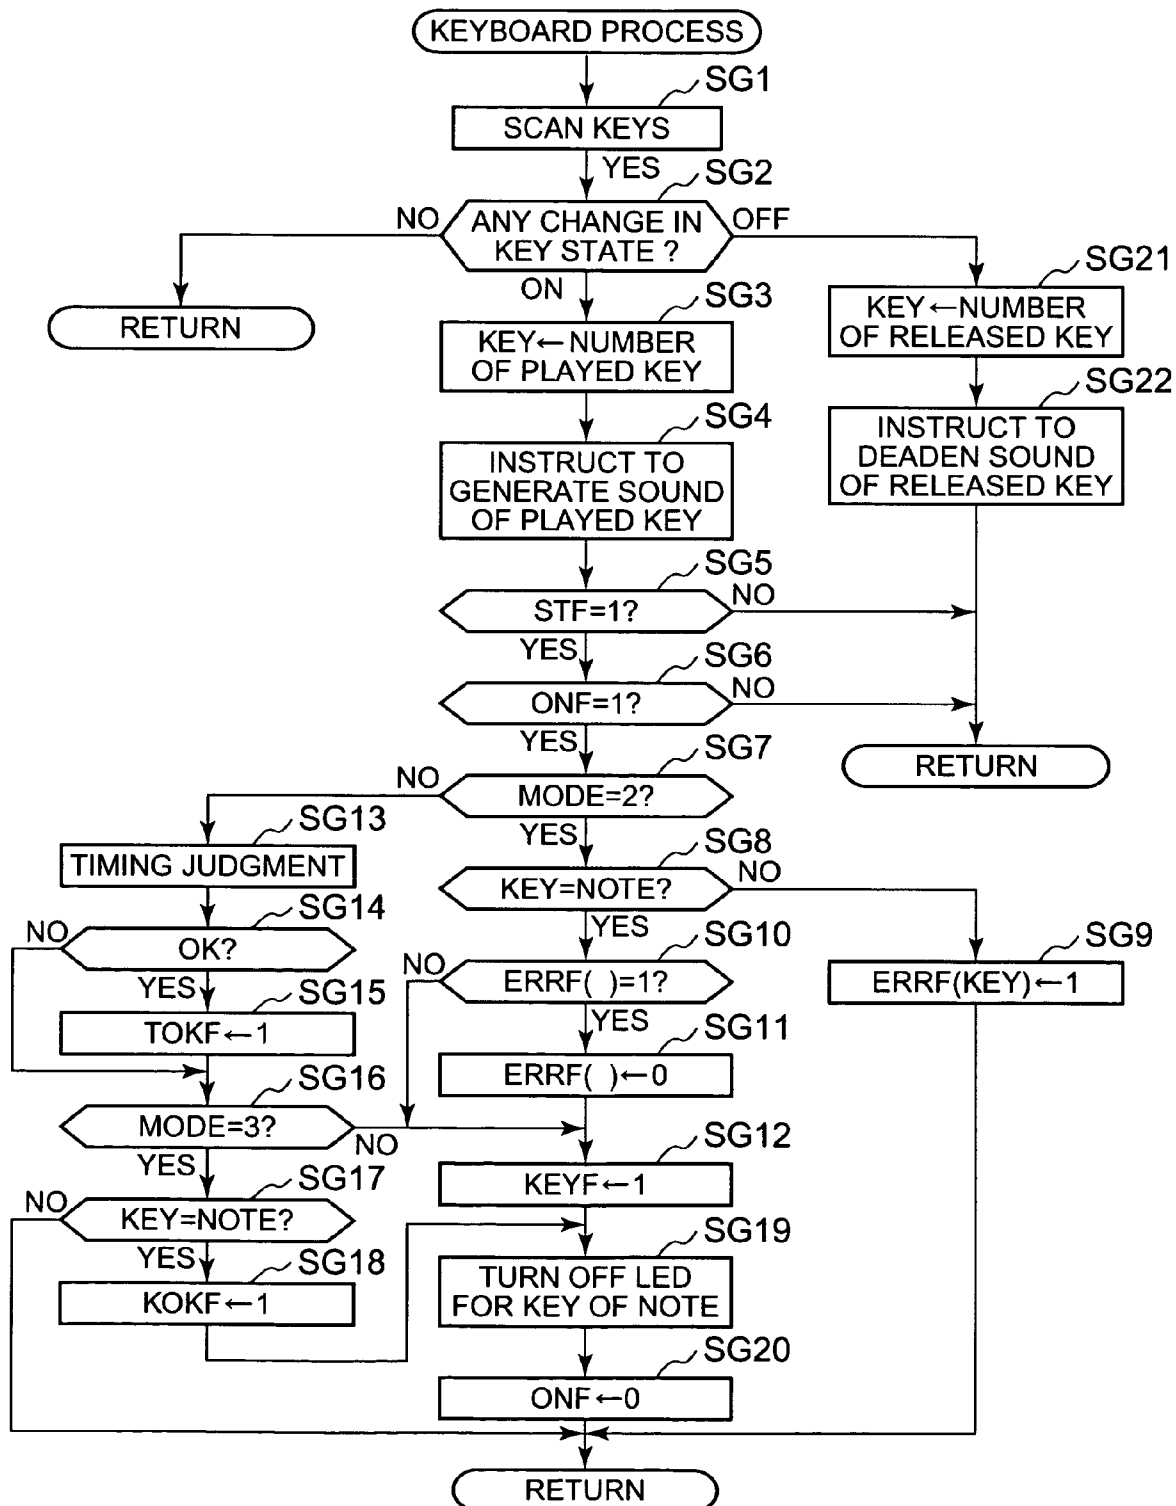 KEYBOARD PROCESS
SG1
SCAN KEYS
YES
SG2
NO
ANY CHANGE IN
KEY STATE ?
OFF
ON
SG3
SG21
RETURN
KEY←NUMBER
OF PLAYED KEY
KEY←NUMBER
OF RELEASED KEY
SG4
SG22
INSTRUCT TO
GENERATE SOUND
OF PLAYED KEY
INSTRUCT TO
DEADEN SOUND
OF RELEASED KEY
SG5
STF=1?
NO
YES
SG6
ONF=1?
NO
YES
SG7
RETURN
NO
MODE=2?
YES
SG13
TIMING JUDGMENT
SG8
KEY=NOTE?
NO
YES
SG14
NO
OK?
YES
SG10
NO
ERRF( )=1?
YES
SG9
ERRF(KEY)←1
SG15
TOKF←1
SG11
ERRF( )←0
SG16
MODE=3?
NO
YES
SG12
KEYF←1
SG17
NO
KEY=NOTE?
YES
SG18
KOKF←1
SG19
TURN OFF LED
FOR KEY OF NOTE
SG20
ONF←0
RETURN